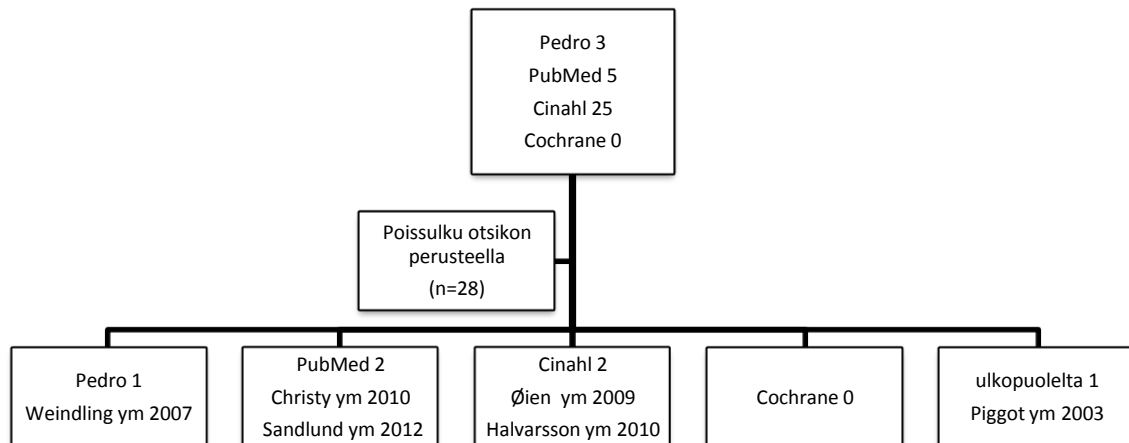 Pedro 3
PubMed 5
Cinahl 25
Cochrane 0
Poissulku otsikon
perusteella
(n=28)
Pedro 1
Weindling ym 2007
PubMed 2
Christy ym 2010
Sandlund ym 2012
Cinahl 2
Øien ym 2009
Halvarsson ym 2010
Cochrane 0
ulkopuolelta 1
Piggot ym 2003